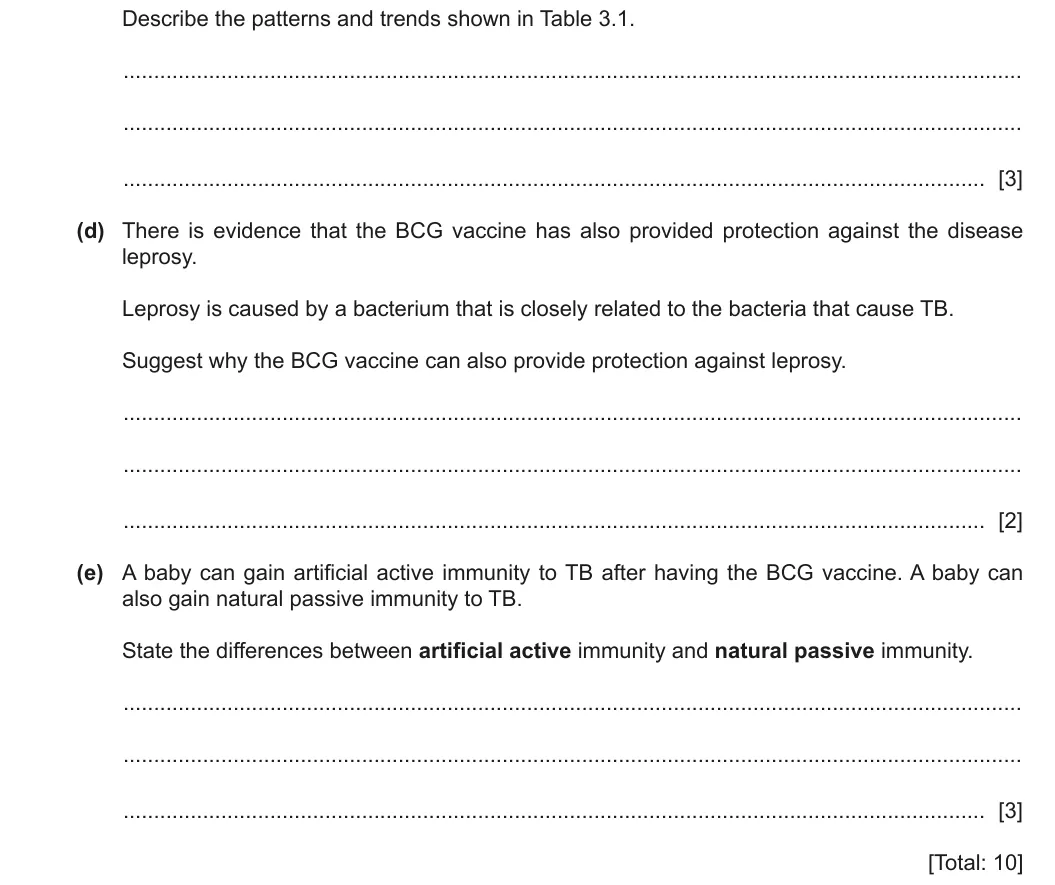 Describe the patterns and trends shown in Table 3.1.
..........................................................................................................................................
..........................................................................................................................................
.................................................................................................................................... [3]
(d) There is evidence that the BCG vaccine has also provided protection against the disease
leprosy.
Leprosy is caused by a bacterium that is closely related to the bacteria that cause TB.
Suggest why the BCG vaccine can also provide protection against leprosy.
..........................................................................................................................................
..........................................................................................................................................
.................................................................................................................................... [2]
(e) A baby can gain artificial active immunity to TB after having the BCG vaccine. A baby can
also gain natural passive immunity to TB.
State the differences between artificial active immunity and natural passive immunity.
..........................................................................................................................................
..........................................................................................................................................
.................................................................................................................................... [3]
[Total: 10]